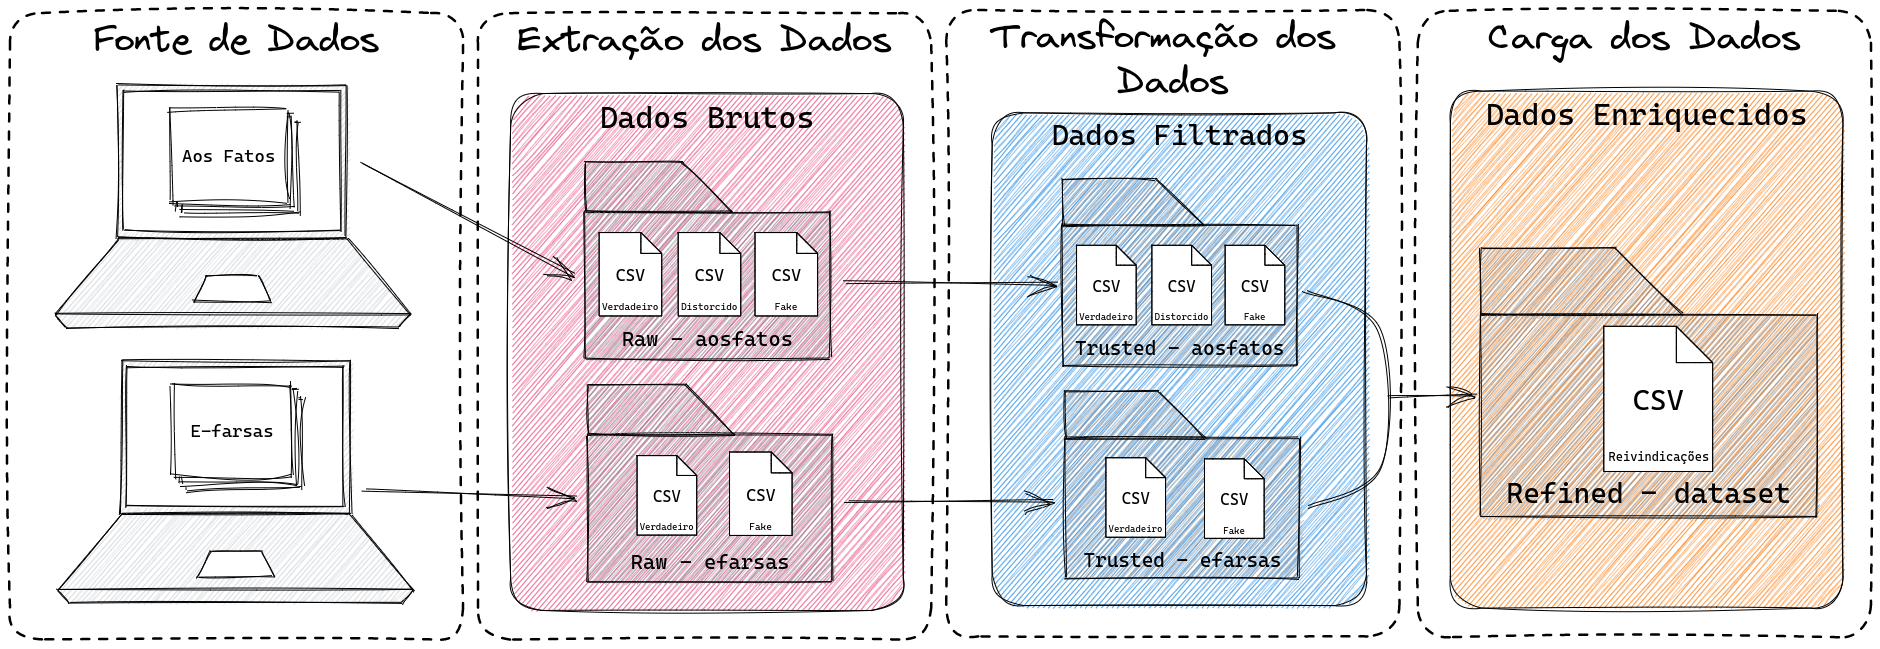 Fonte de Dados
Aos Fatos
E-farsas
Extração dos Dados
Dados Brutos
CSV
Verdadeiro
CSV
Distorcido
CSV
Fake
Raw - aosfatos
CSV
Verdadeiro
CSV
Fake
Raw - efarsas
Transformação dos
Dados
Dados Filtrados
CSV
Verdadeiro
CSV
Distorcido
CSV
Fake
Trusted - aosfatos
CSV
Verdadeiro
CSV
Fake
Trusted - efarsas
Carga dos Dados
Dados Enriquecidos
CSV
Reivindicações
Refined - dataset